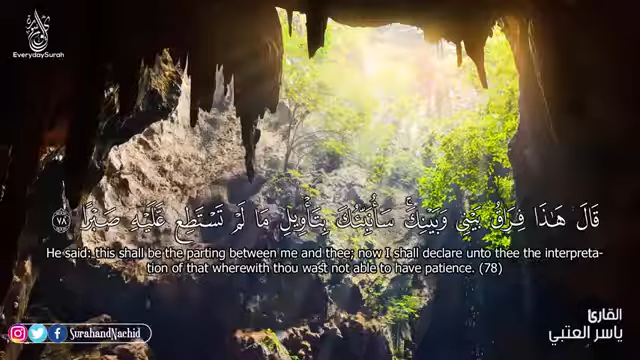 EverydaySurah
قَالَ هَٰذَا فِرَاقُ بَيْنِي وَبَيْنِكَ ۚ سَأُنَبِّئُكَ بِتَأْوِيلِ مَا لَمْ تَسْتَطِع عَّلَيْهِ صَبْرًا ٧٨
He said: this shall be the parting between me and thee; now I shall declare unto thee the interpreta-
tion of that wherewith thou wast not able to have patience. (78)
القارئ
ياسر العتبي
SurahandNachid